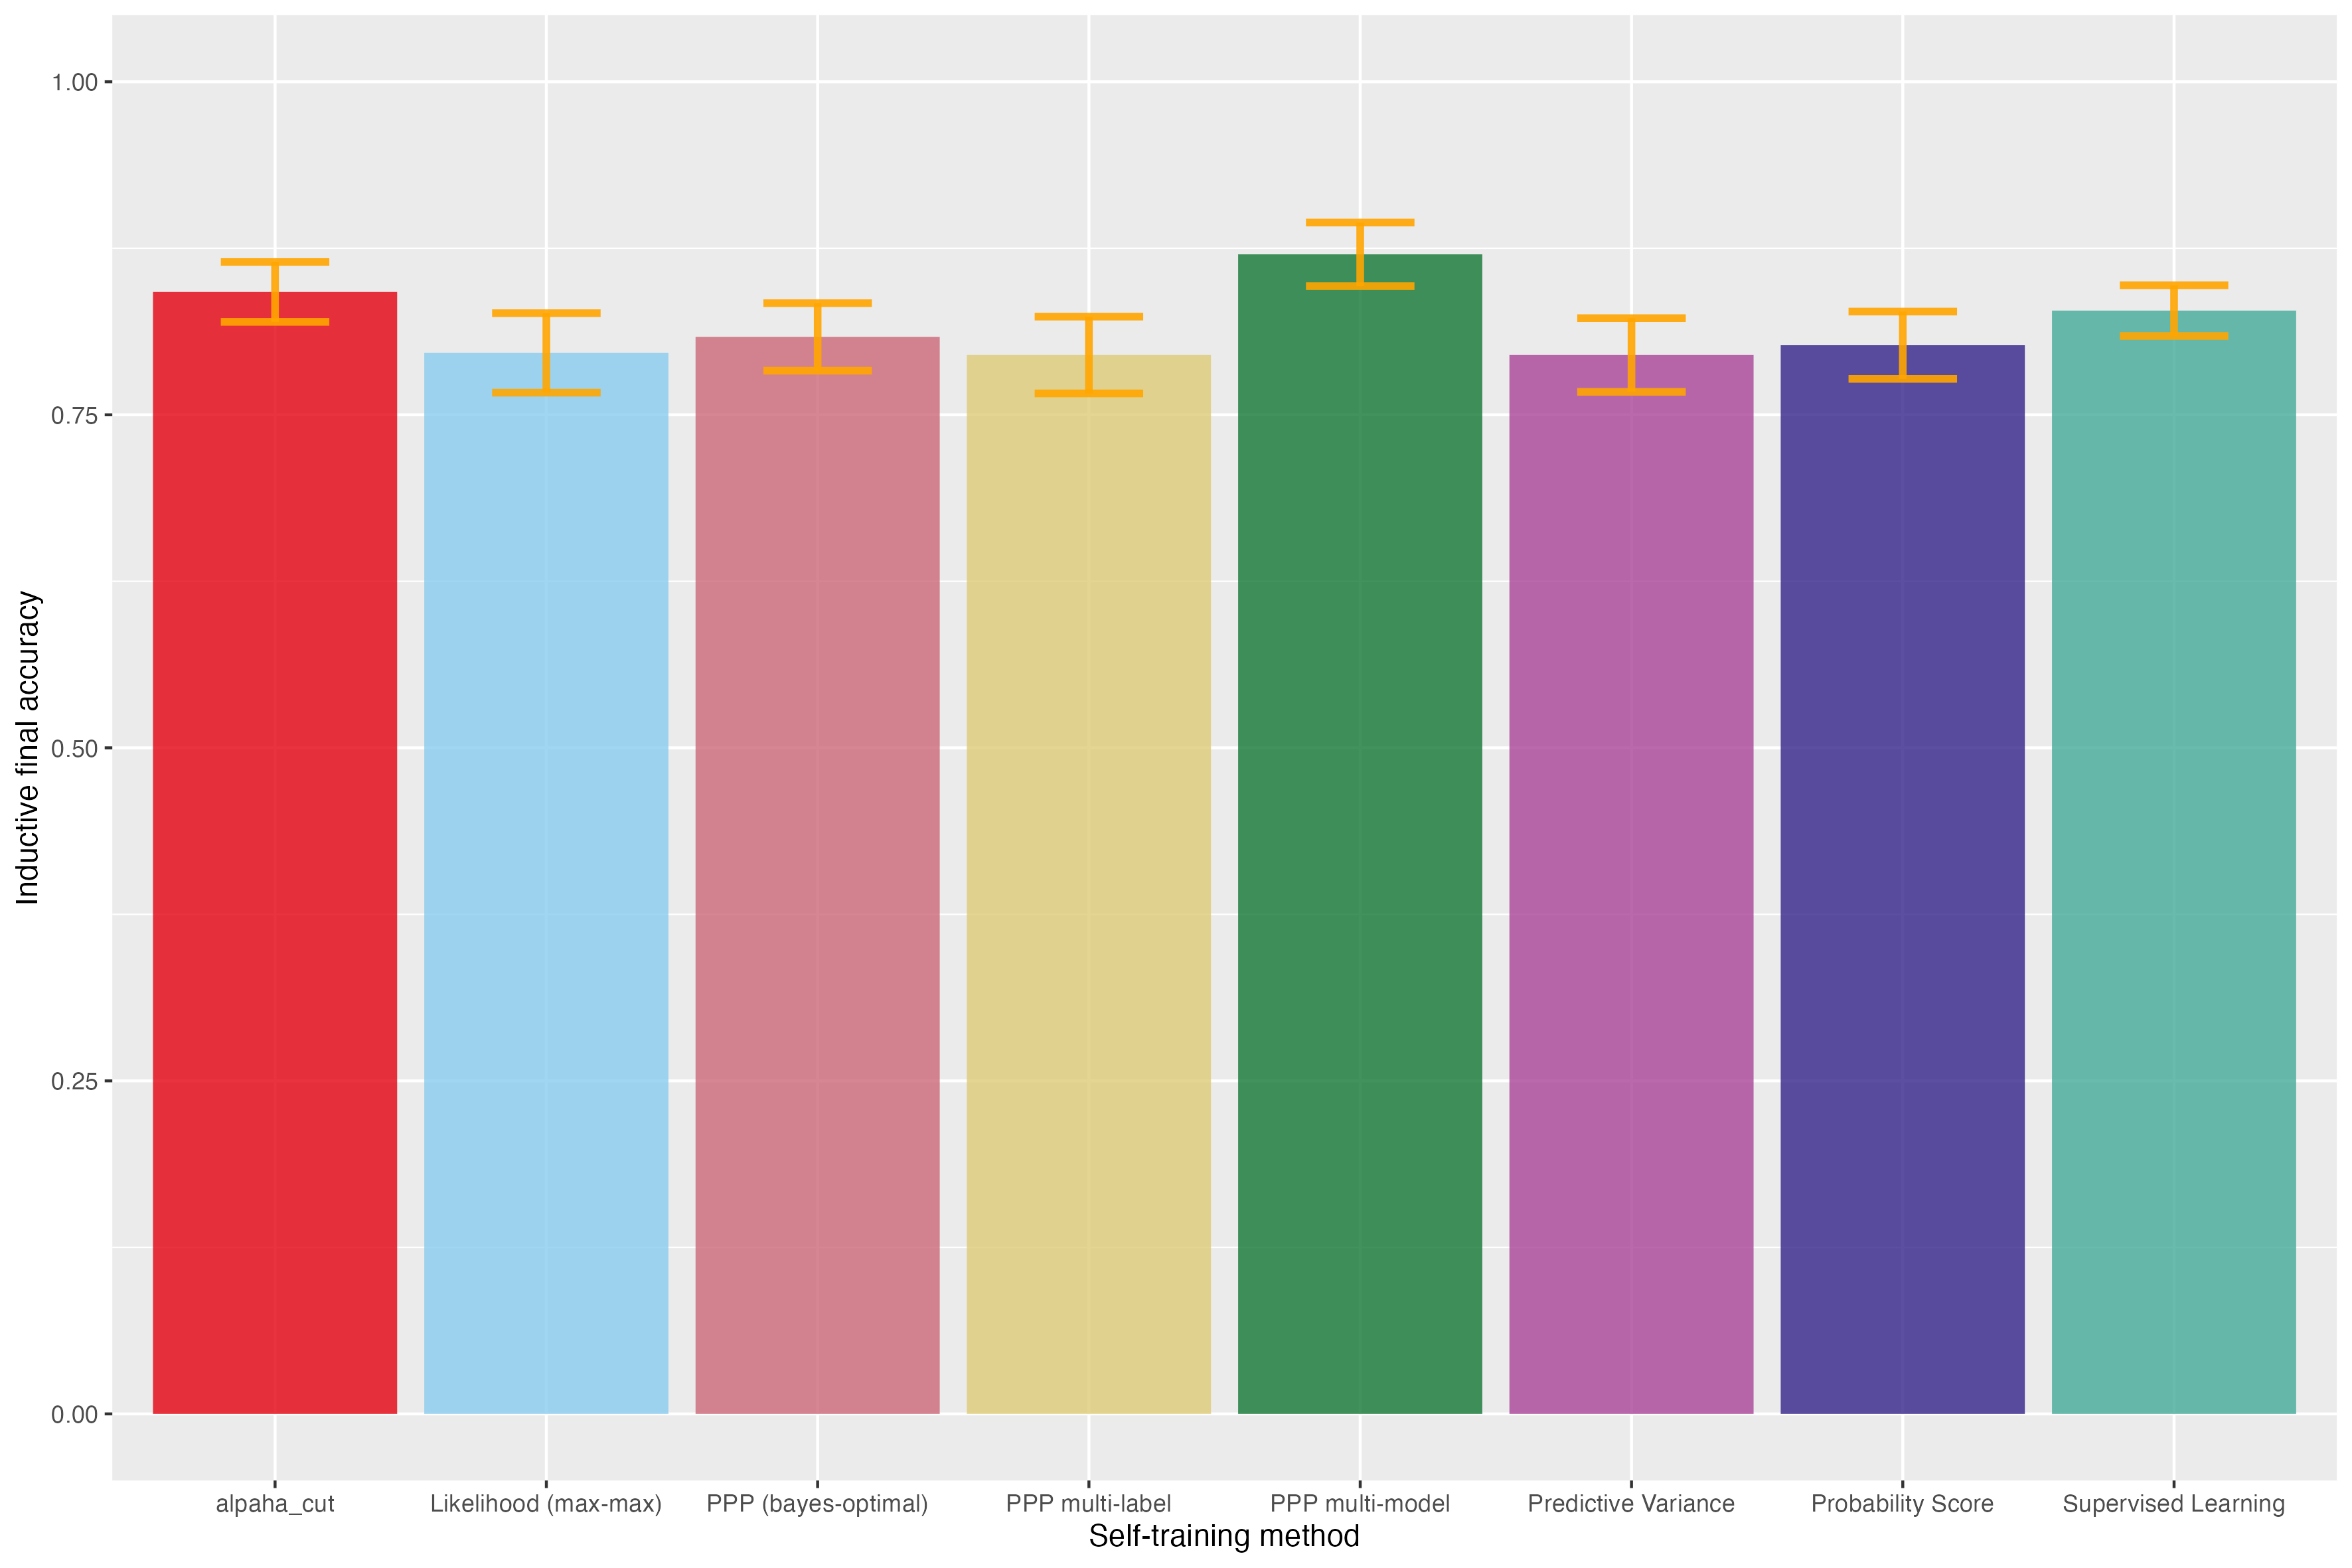 Inductive final accuracy
1.00
0.75
0.50
0.25
0.00
alpaha_cut
Likelihood (max-max)
PPP (bayes-optimal)
PPP multi-label
PPP multi-model
Predictive Variance
Probability Score
Supervised Learning
Self-training method